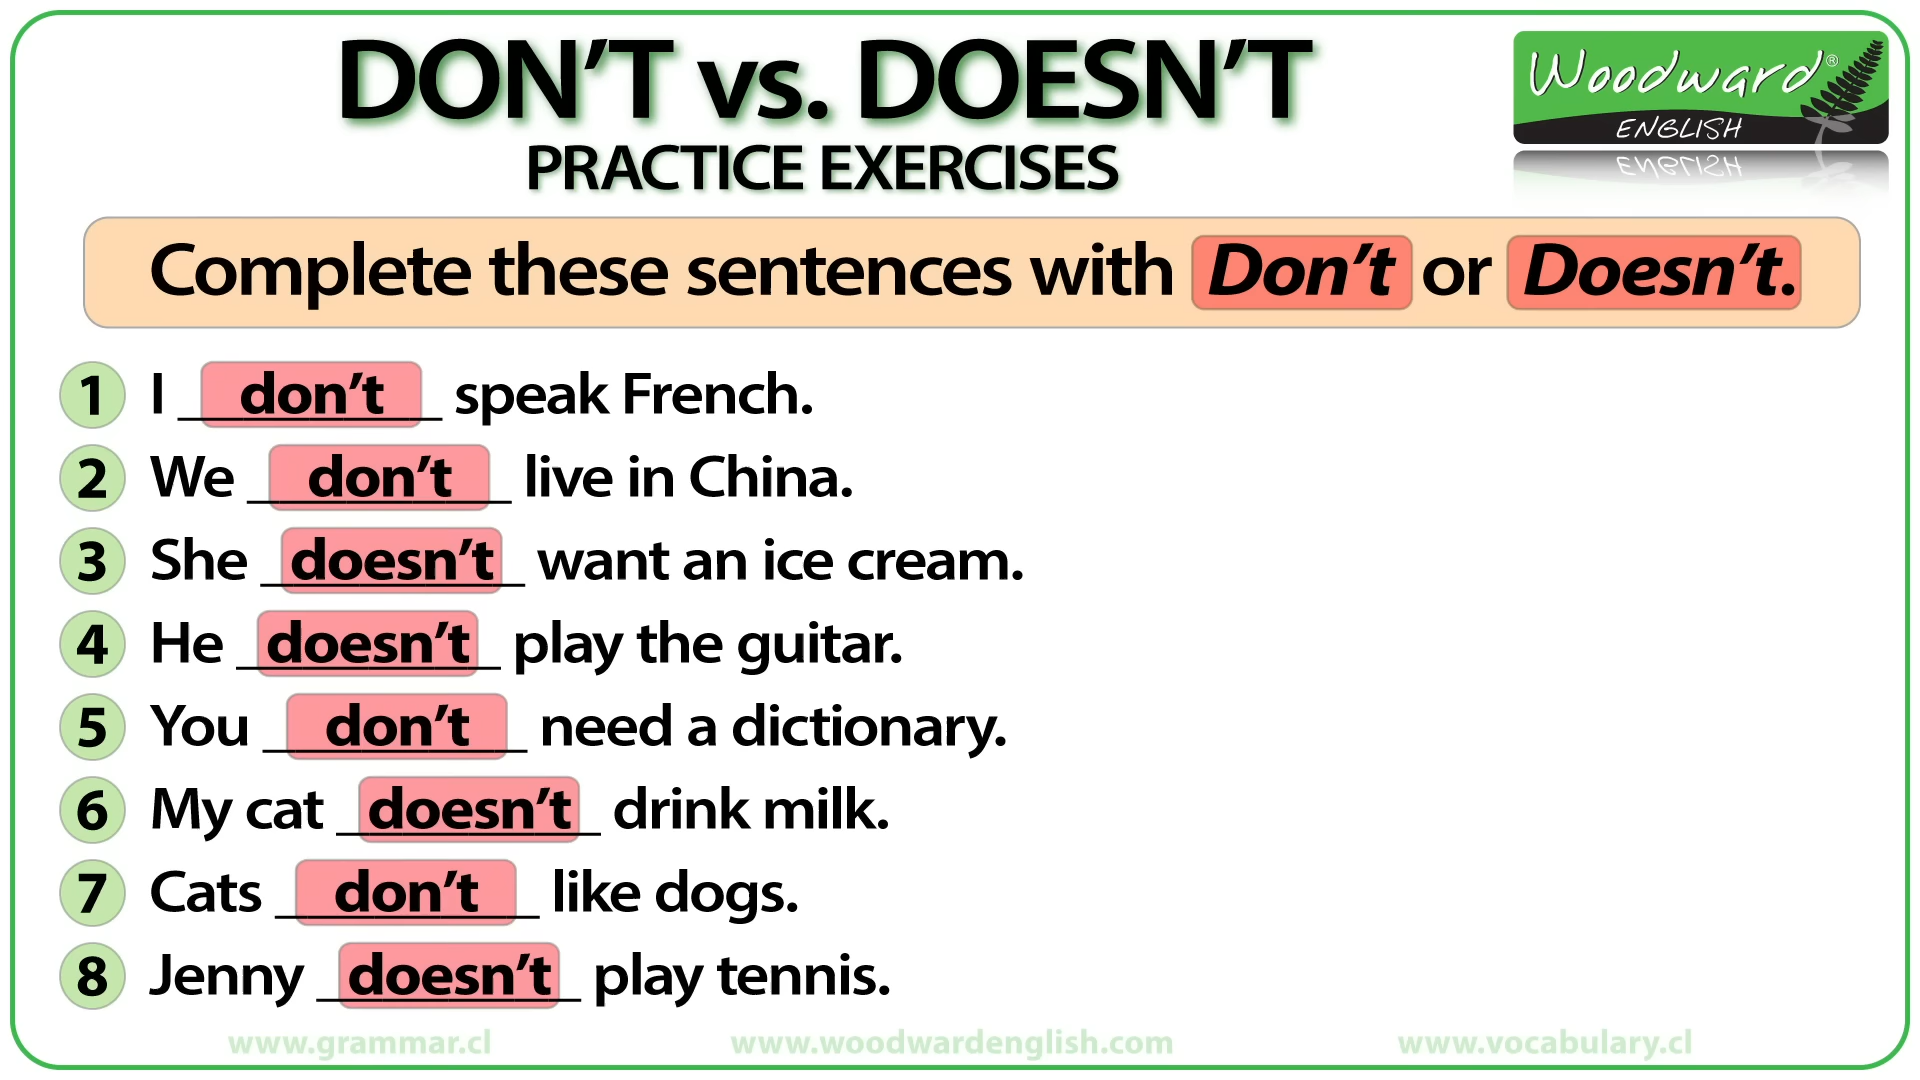 DON’T vs. DOESN’T
Woodward®
ENGLISH
PRACTICE EXERCISES
Complete these sentences with Don’t or Doesn’t.
1 I don’t speak French.
2 We don’t live in China.
3 She doesn’t want an ice cream.
4 He doesn’t play the guitar.
5 You don’t need a dictionary.
6 My cat doesn’t drink milk.
7 Cats don’t like dogs.
8 Jenny doesn’t play tennis.
www.grammar.cl www.woodwardenglish.com www.vocabulary.cl